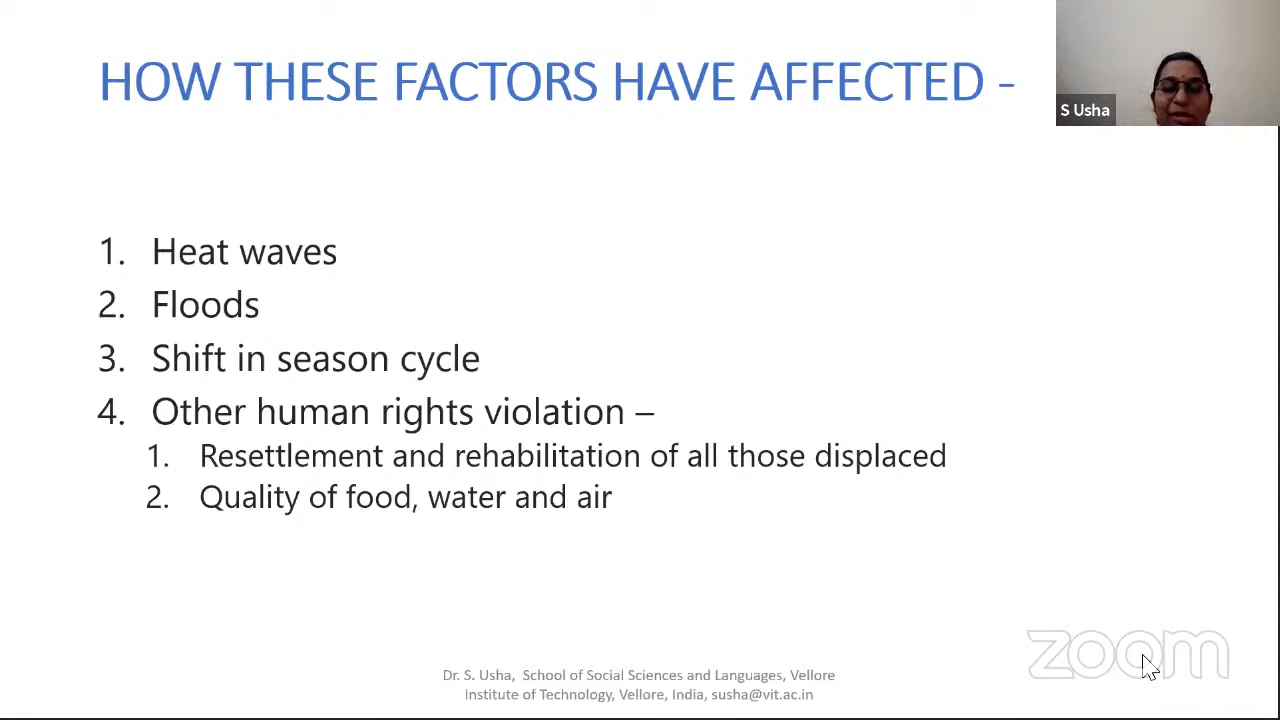 HOW THESE FACTORS HAVE AFFECTED -
S Usha
1. Heat waves
2. Floods
3. Shift in season cycle
4. Other human rights violation –
1. Resettlement and rehabilitation of all those displaced
2. Quality of food, water and air
zoom
Dr. S. Usha, School of Social Sciences and Languages, Vellore
Institute of Technology, Vellore, India, susha@vit.ac.in